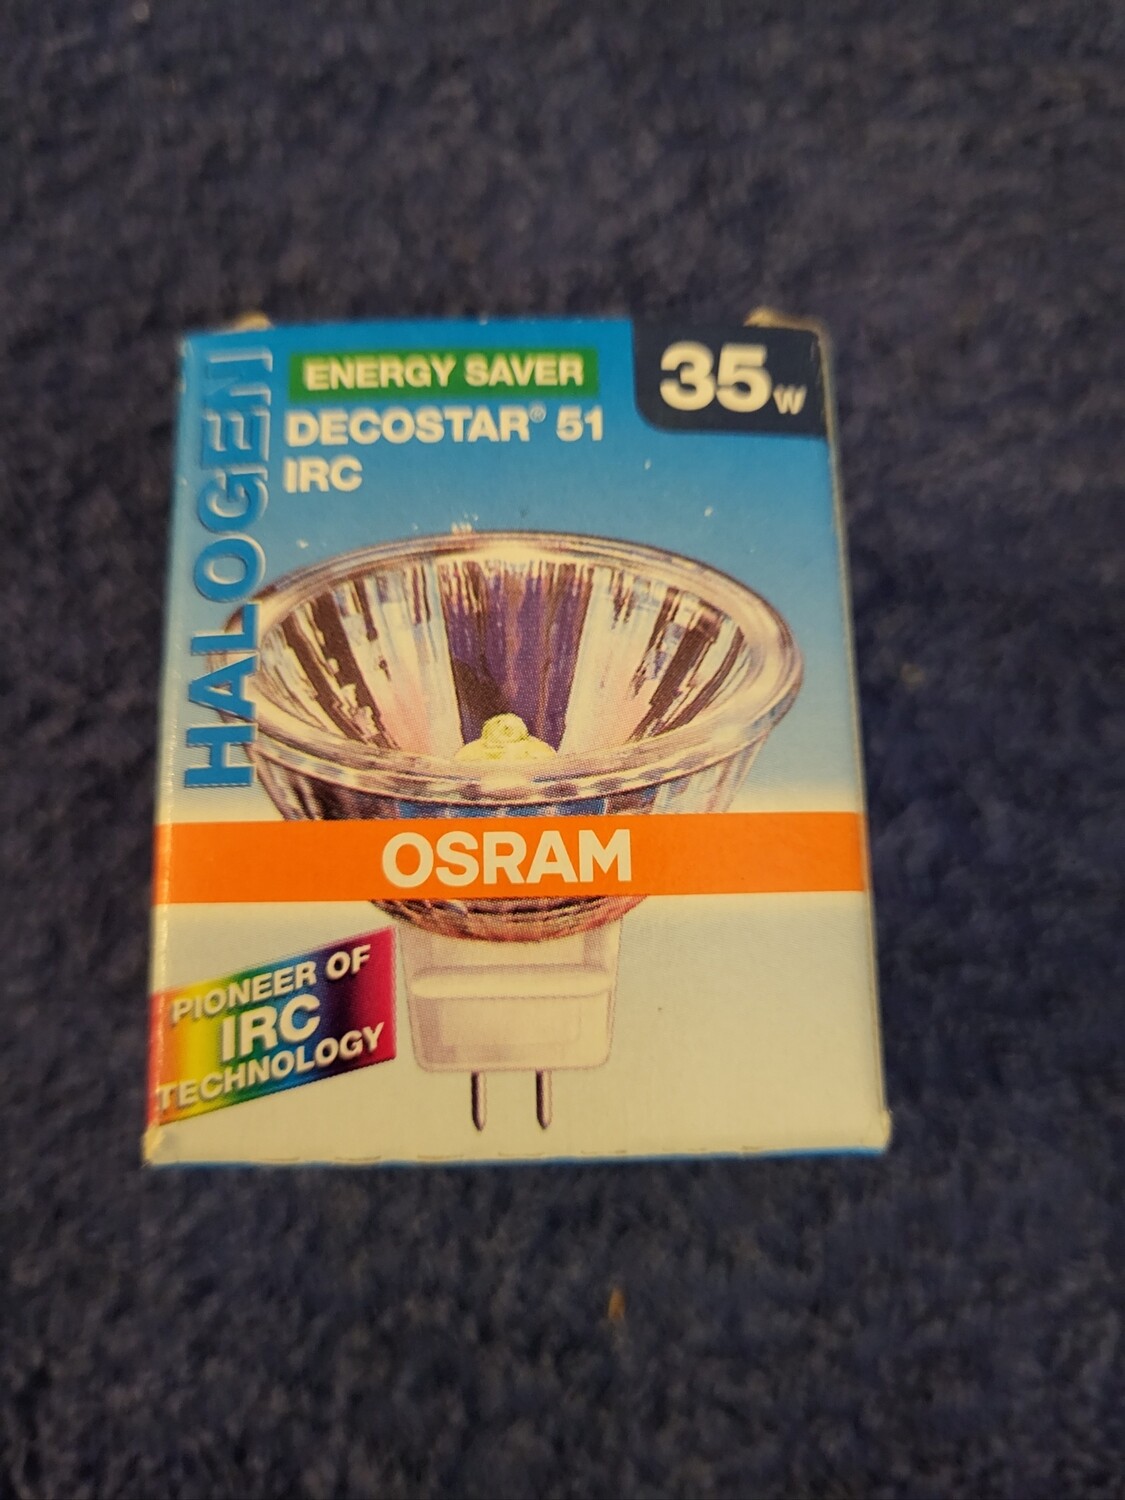 HALOGEN
ENERGY SAVER
DECOSTAR® 51
IRC
35W
OSRAM
PIONEER OF
IRC
TECHNOLOGY